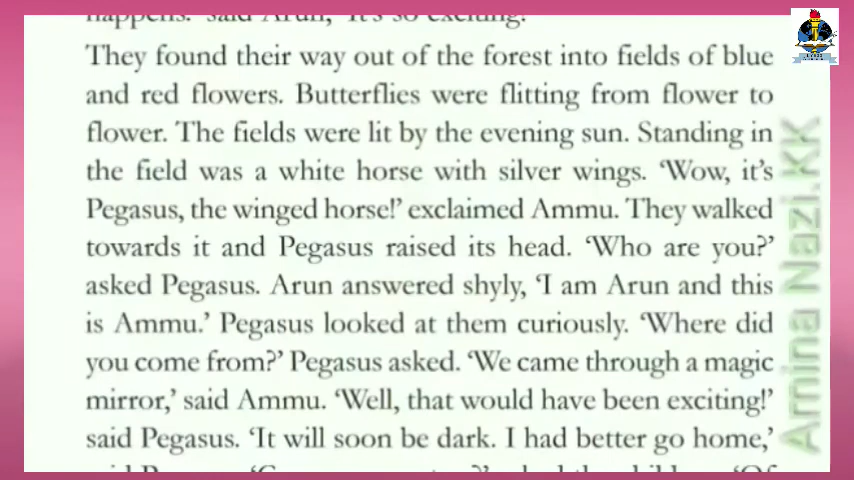 happens.' said Arun, 'It's so exciting!'
They found their way out of the forest into fields of blue
and red flowers. Butterflies were flitting from flower to
flower. The fields were lit by the evening sun. Standing in
the field was a white horse with silver wings. 'Wow, it's
Pegasus, the winged horse!' exclaimed Ammu. They walked
towards it and Pegasus raised its head. 'Who are you?'
asked Pegasus. Arun answered shyly, 'I am Arun and this
is Ammu.' Pegasus looked at them curiously. 'Where did
you come from?' Pegasus asked. 'We came through a magic
mirror,' said Ammu. 'Well, that would have been exciting!'
said Pegasus. 'It will soon be dark. I had better go home,'
Amina Nazi.KK